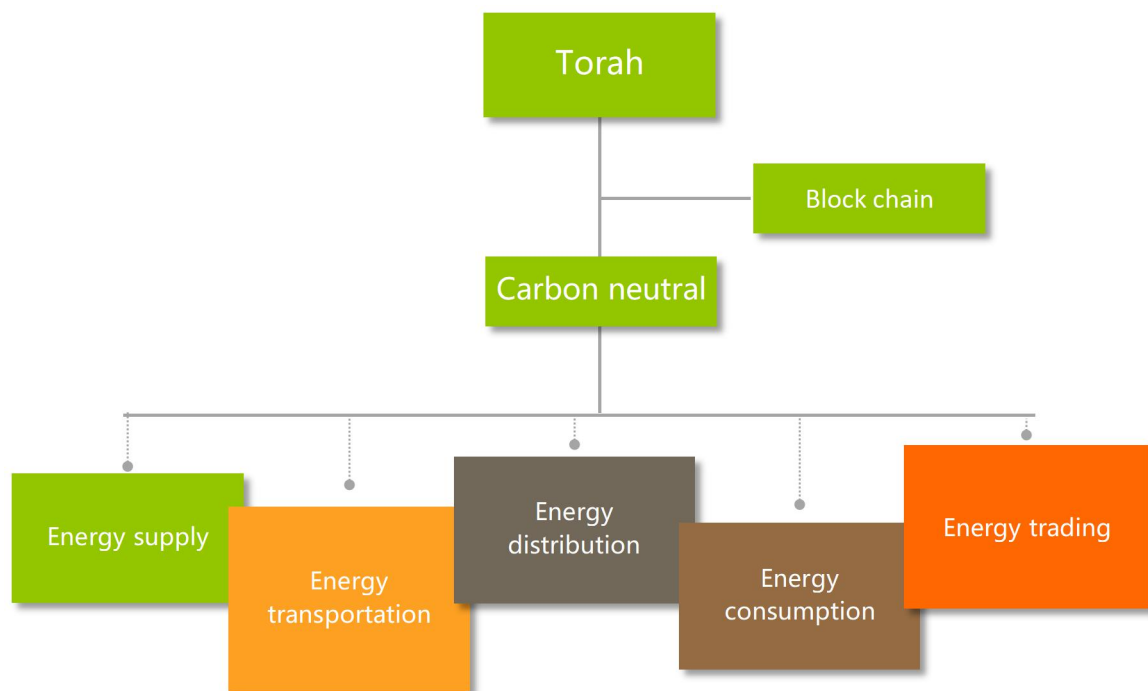 Torah
Block chain
Carbon neutral
Energy supply
Energy
transportation
Energy
distribution
Energy
consumption
Energy trading